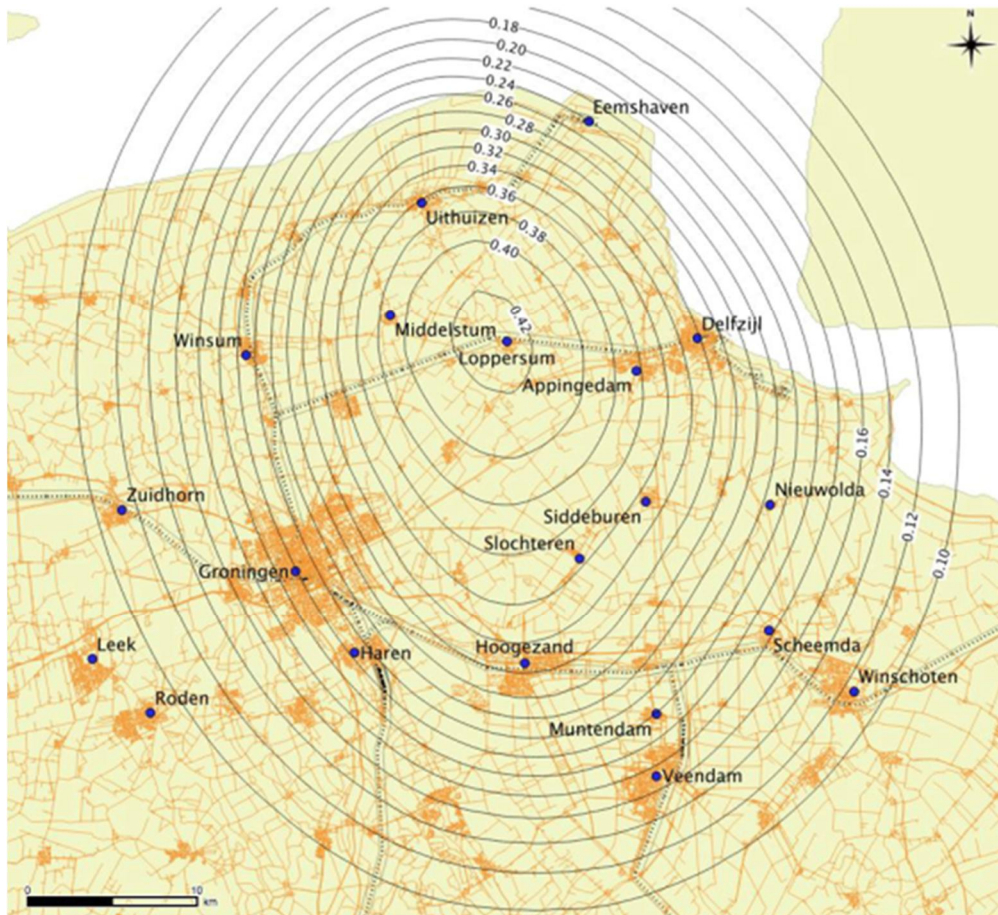 N
0.18
0.20
0.22
0.24
0.26
0.28
0.30
0.32
0.34
0.36
0.38
0.40
0.42
Eemshaven
Uithuizen
Middelstum
Winsum
Loppersum
Delfzijl
Appingedam
0.16
0.14
0.12
0.10
Zuidhorn
Nieuwolda
Siddeburen
Slochteren
Groningen
Leek
Haren
Hoogezand
Scheemda
Winschoten
Roden
Muntendam
Veendam
0 10
km